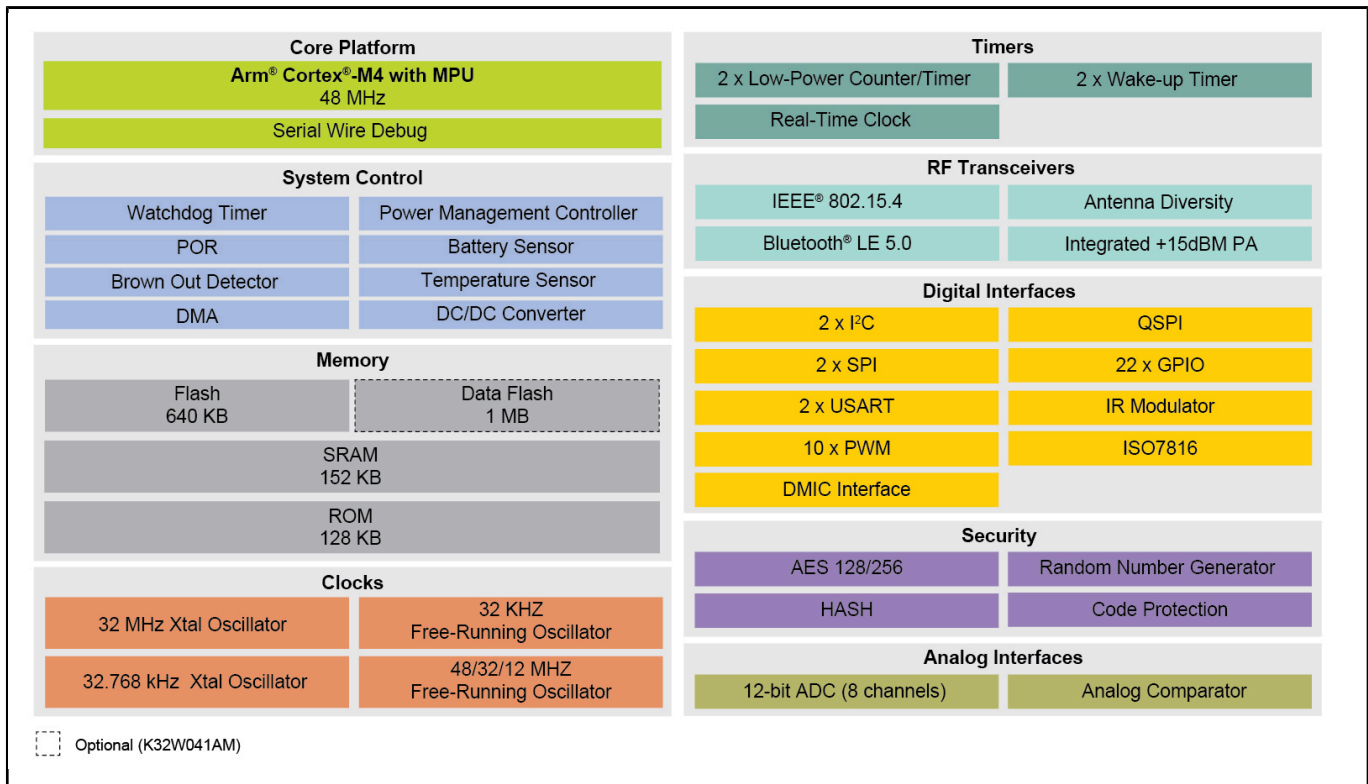 Core Platform
Arm® Cortex®-M4 with MPU
48 MHz
Serial Wire Debug
System Control
Watchdog Timer
Power Management Controller
POR
Battery Sensor
Brown Out Detector
Temperature Sensor
DMA
DC/DC Converter
Memory
Flash
640 KB
Data Flash
1 MB
SRAM
152 KB
ROM
128 KB
Clocks
32 MHz Xtal Oscillator
32 KHZ
Free-Running Oscillator
32.768 kHz Xtal Oscillator
48/32/12 MHZ
Free-Running Oscillator
Optional (K32W041AM)
Timers
2 x Low-Power Counter/Timer
2 x Wake-up Timer
Real-Time Clock
RF Transceivers
IEEE® 802.15.4
Antenna Diversity
Bluetooth® LE 5.0
Integrated +15dBM PA
Digital Interfaces
2 x I²C
QSPI
2 x SPI
22 x GPIO
2 x USART
IR Modulator
10 x PWM
ISO7816
DMIC Interface
Security
AES 128/256
Random Number Generator
HASH
Code Protection
Analog Interfaces
12-bit ADC (8 channels)
Analog Comparator